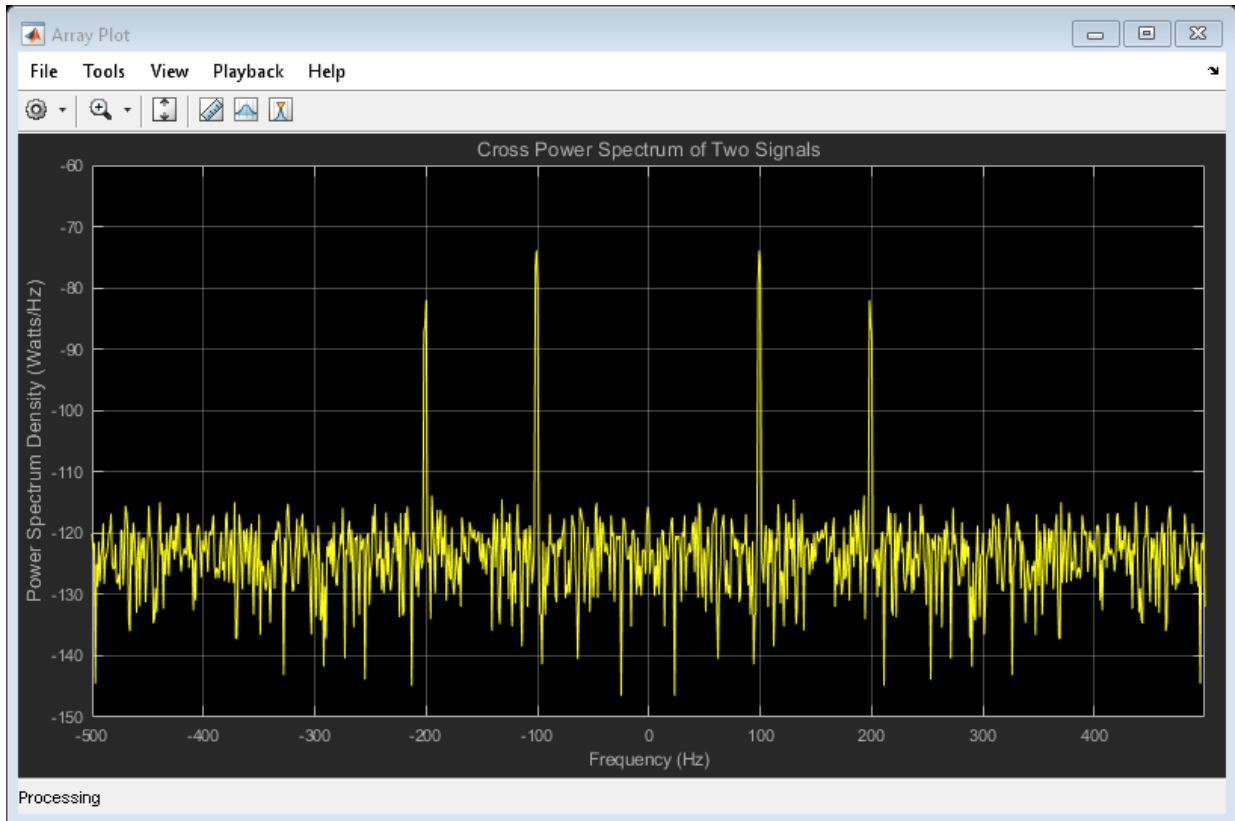 Array Plot
File Tools View Playback Help
Cross Power Spectrum of Two Signals
Power Spectrum Density (Watts/Hz)
-60
-70
-80
-90
-100
-110
-120
-130
-140
-150
-500 -400 -300 -200 -100 0 100 200 300 400
Frequency (Hz)
Processing